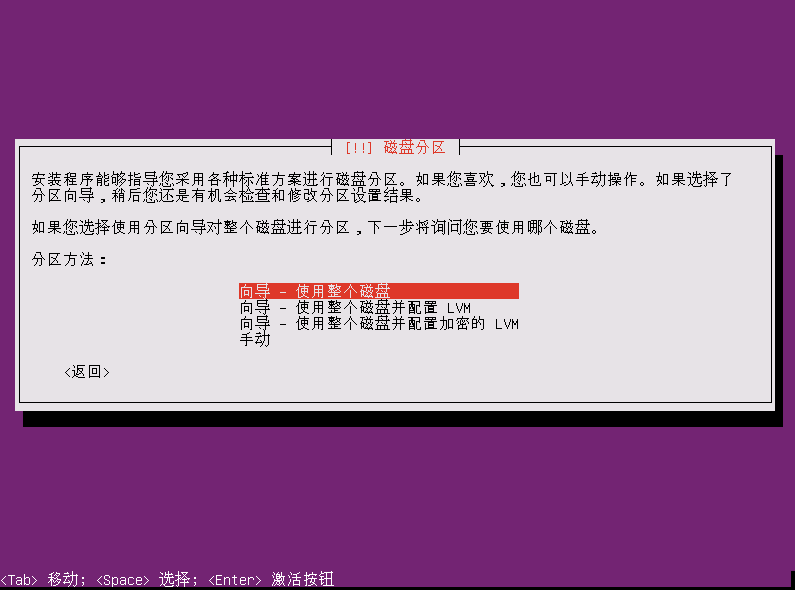 [!!] 磁盘分区
安装程序能够指导您采用各种标准方案进行磁盘分区。如果您喜欢,您也可以手动操作。如果选择了
分区向导,稍后您还是有机会检查和修改分区设置结果。
如果您选择使用分区向导对整个磁盘进行分区,下一步将询问您要使用哪个磁盘。
分区方法:
向导 - 使用整个磁盘
向导 - 使用整个磁盘并配置 LVM
向导 - 使用整个磁盘并配置加密的 LVM
手动
<返回>
<Tab> 移动; <Space> 选择; <Enter> 激活按钮